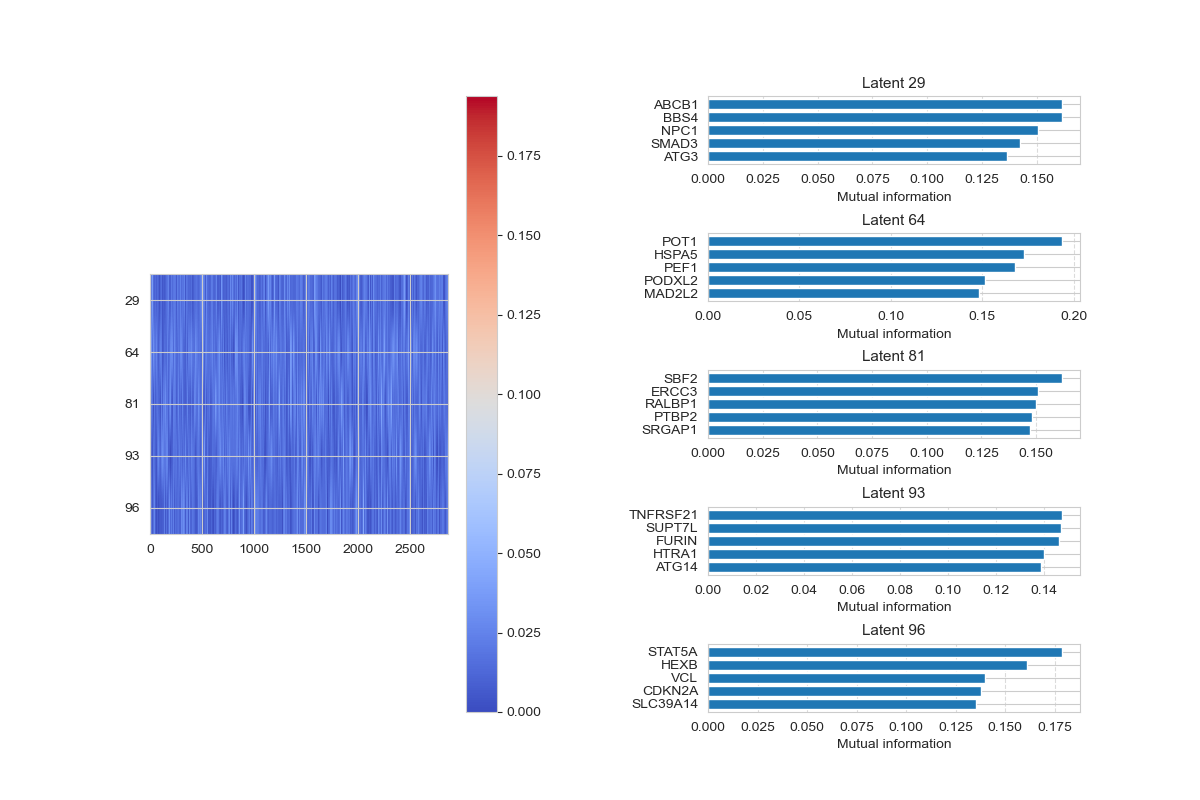 29
64
81
93
96
0 500 1000 1500 2000 2500
0.175
0.150
0.125
0.100
0.075
0.050
0.025
0.000
Latent 29
ABCB1
BBS4
NPC1
SMAD3
ATG3
0.000 0.025 0.050 0.075 0.100 0.125 0.150
Mutual information
Latent 64
POT1
HSPA5
PEF1
PODXL2
MAD2L2
0.00 0.05 0.10 0.15 0.20
Mutual information
Latent 81
SBF2
ERCC3
RALBP1
PTBP2
SRGAP1
0.000 0.025 0.050 0.075 0.100 0.125 0.150
Mutual information
Latent 93
TNFRSF21
SUPT7L
FURIN
HTRA1
ATG14
0.00 0.02 0.04 0.06 0.08 0.10 0.12 0.14
Mutual information
Latent 96
STAT5A
HEXB
VCL
CDKN2A
SLC39A14
0.000 0.025 0.050 0.075 0.100 0.125 0.150 0.175
Mutual information